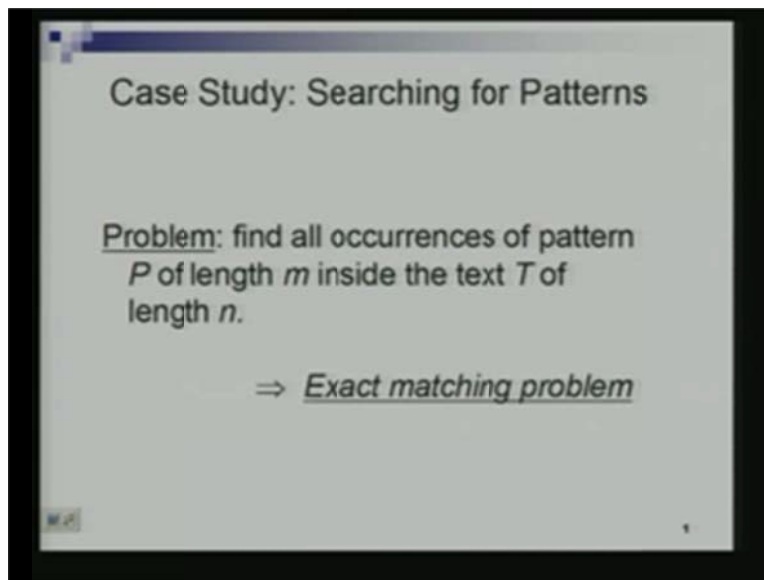 Case Study: Searching for Patterns
Problem: find all occurrences of pattern
P of length m inside the text T of
length n.
⇒ Exact matching problem
1